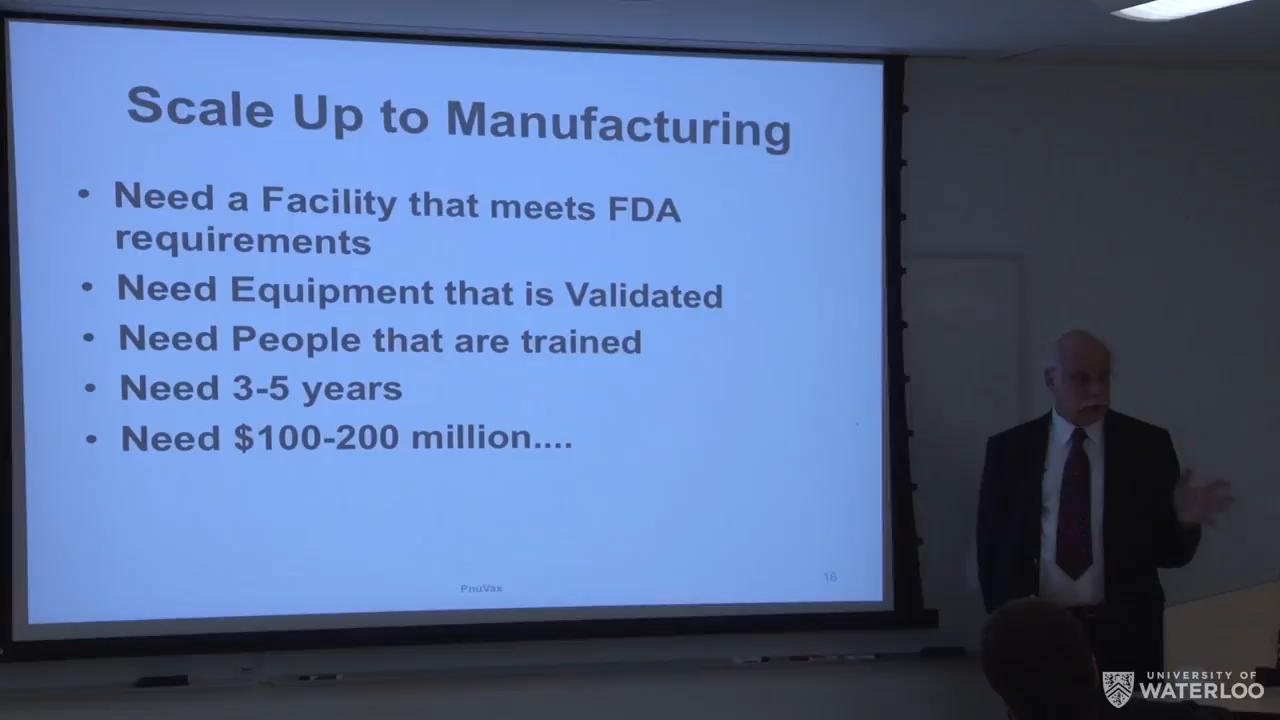 Scale Up to Manufacturing
• Need a Facility that meets FDA
requirements
• Need Equipment that is Validated
• Need People that are trained
• Need 3-5 years
• Need $100-200 million....
PnuVax
16
UNIVERSITY OF
WATERLOO